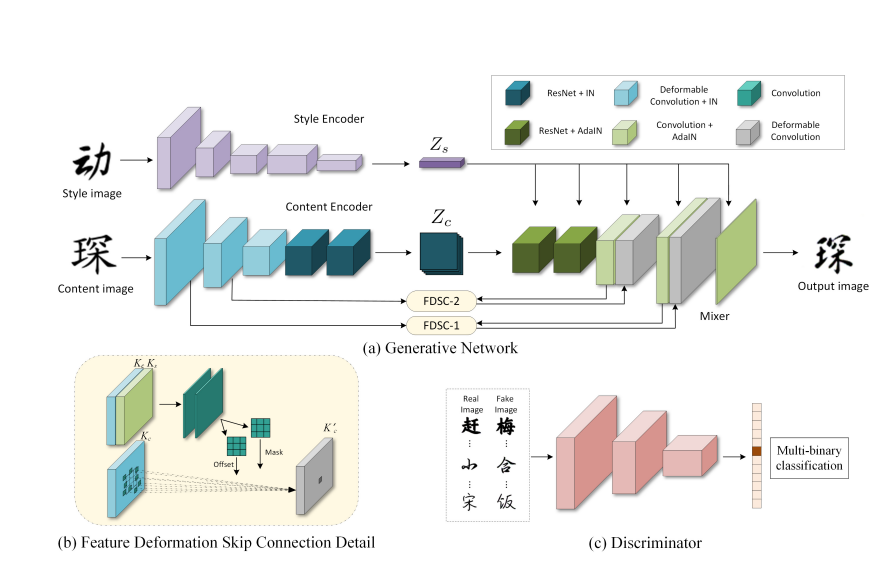 ResNet + IN
Deformable
Convolution + IN
Convolution
ResNet + AdaIN
Convolution +
AdaIN
Deformable
Convolution
Style Encoder
动
Style image
Z_s
Content Encoder
琛
Content image
Z_c
琛
Output image
Mixer
FDSC-2
FDSC-1
(a) Generative Network
K_c K_s
K_c
Offset
Mask
K'_c
(b) Feature Deformation Skip Connection Detail
Real
Image
Fake
Image
赶 梅
⋮ ⋮
小 合
⋮ ⋮
宋 饭
Multi-binary
classification
(c) Discriminator